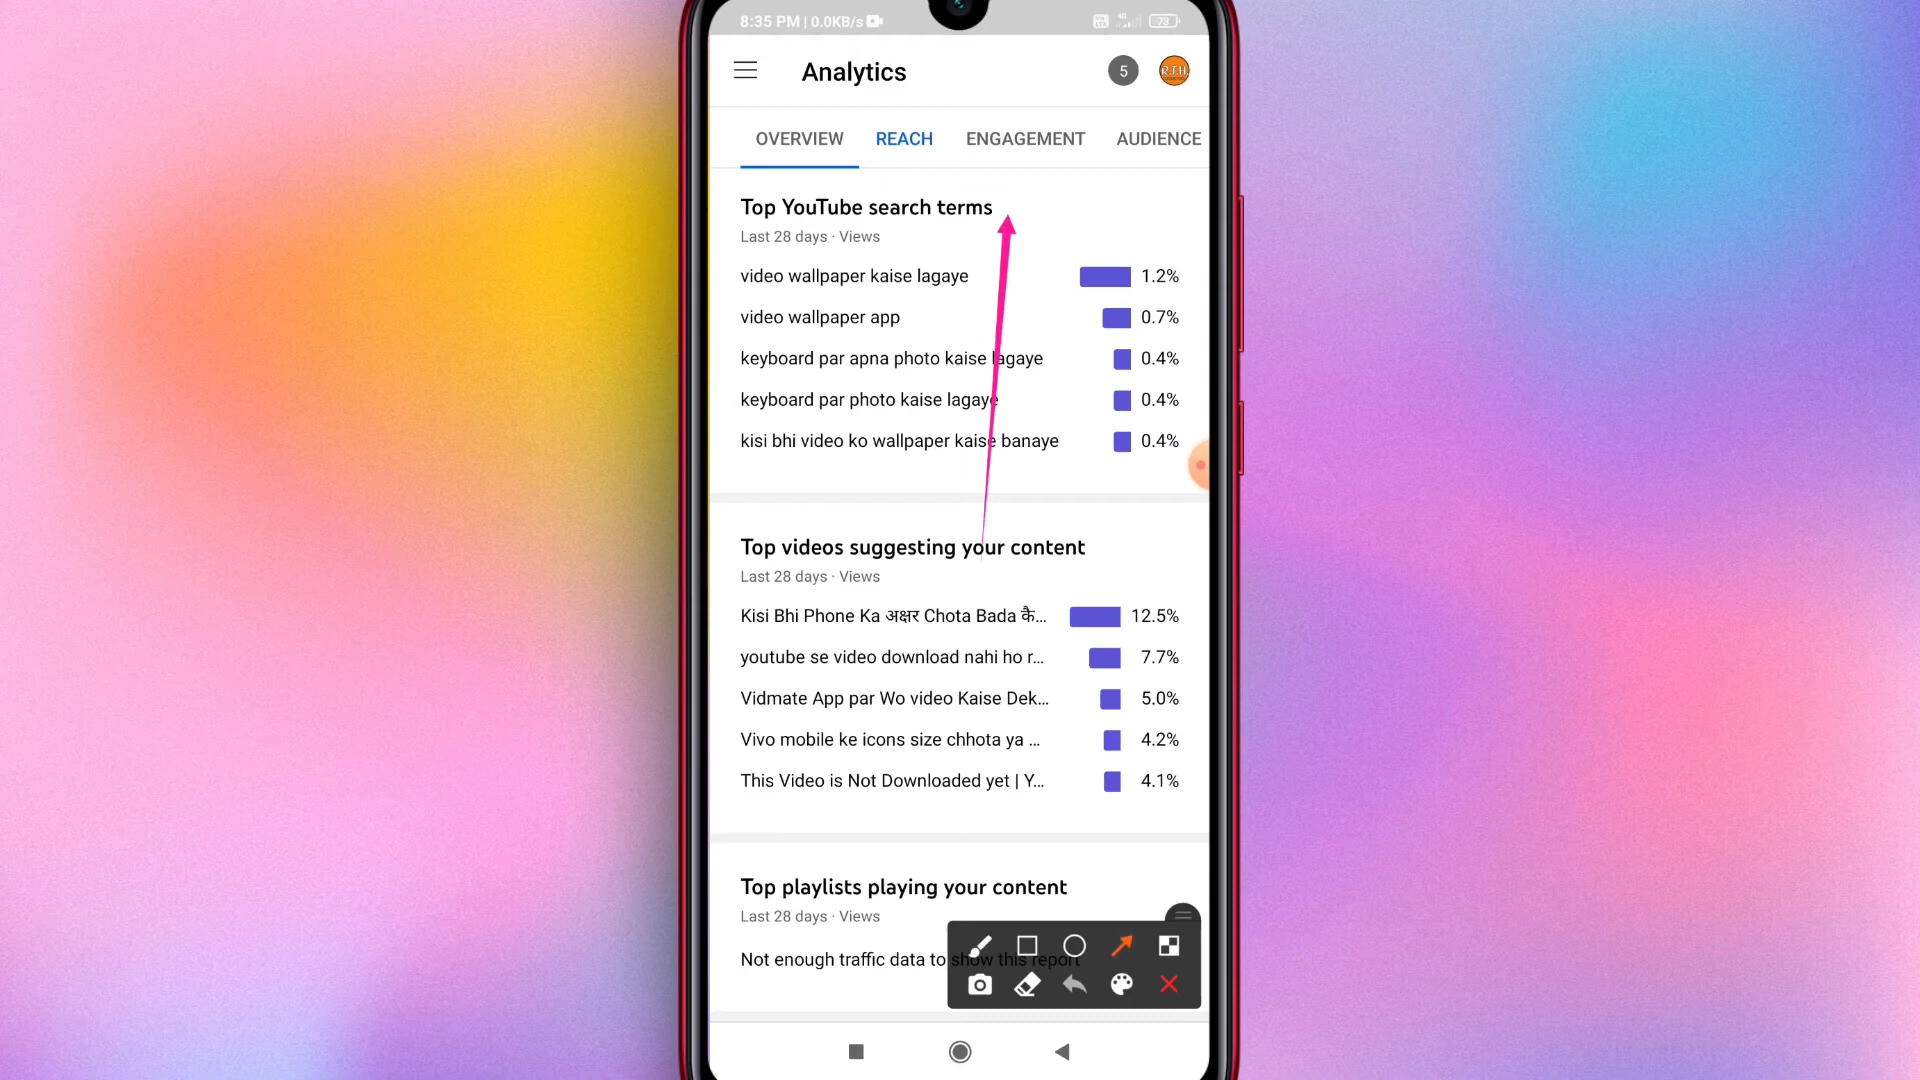 8:35 PM | 0.0KB/s
4G
73
Analytics
5
R.T.H.
OVERVIEW REACH ENGAGEMENT AUDIENCE
Top YouTube search terms
Last 28 days · Views
video wallpaper kaise lagaye 1.2%
video wallpaper app 0.7%
keyboard par apna photo kaise lagaye 0.4%
keyboard par photo kaise lagaye 0.4%
kisi bhi video ko wallpaper kaise banaye 0.4%
Top videos suggesting your content
Last 28 days · Views
Kisi Bhi Phone Ka अक्षर Chota Bada कै... 12.5%
youtube se video download nahi ho r... 7.7%
Vidmate App par Wo video Kaise Dek... 5.0%
Vivo mobile ke icons size chhota ya ... 4.2%
This Video is Not Downloaded yet | Y... 4.1%
Top playlists playing your content
Last 28 days · Views
Not enough traffic data to show this report